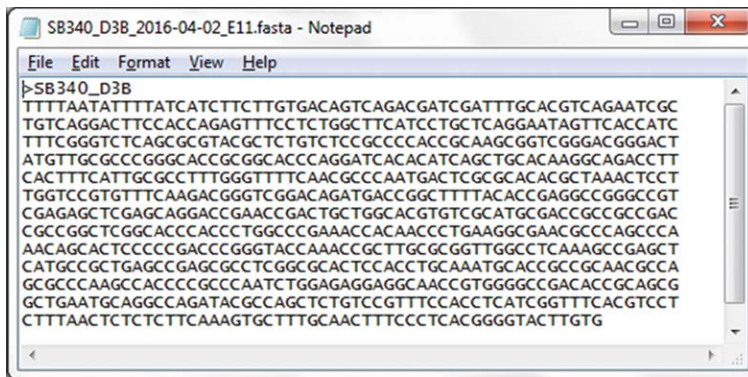 SB340_D3B_2016-04-02_E11.fasta - Notepad
File Edit Format View Help
>SB340_D3B
TTTTAATATTTTATCATCTTCTTGTGACAGTCAGACGATCGATTTGCACGTCAGAATCGC
TGTCAGGACTTCCACCAGAGTTTCCTCTGGCTTCATCCTGCTCAGGAATAGTTCACCATC
TTTCGGGTCTCAGCGCGTACGCTCTGTCTCCGCCCCACCGCAAGCGGTCGGGACGGGACT
ATGTTGCGCCCGGGCACCGCGGCACCCAGGATCACACATCAGCTGCACAAGGCAGACCTT
CACTTTCATTGCGCCTTTGGGTTTTCAACGCCCAATGACTCGCGCACACGCTAAACTCCT
TGGTCCGTGTTTCAAGACGGGTCGGACAGATGACCGGCTTTTACACCGAGGCCGGGCCGT
CGAGAGCTCGAGCAGGACCGAACCGACTGCTGGCACGTGTCGCATGCGACCGCCGCCGAC
CGCCGGCTCGGCACCCACCCTGGCCCGAAACCACAACCCTGAAGGCGAACGCCCAGCCCA
AACAGCACTCCCCCGACCCGGGTACCAAACCGCTTGCGCGGTTGGCCTCAAAGCCGAGCT
CATGCCGCTGAGCCGAGCGCCTCGGCGCACTCCACCTGCAAATGCACCGCCGCAACGCCA
GCGCCCAAGCCACCCCGCCCAATCTGGAGAGGAGGCAACCGTGGGGCCGACACCGCAGCG
GCTGAATGCAGGCCAGATACGCCAGCTCTGTCCGTTTCCACCTCATCGGTTTCACGTCCT
CTTTAACTCTCTCTTCAAAGTGCTTTGCAACTTTCCCTCACGGGGTACTTGTG